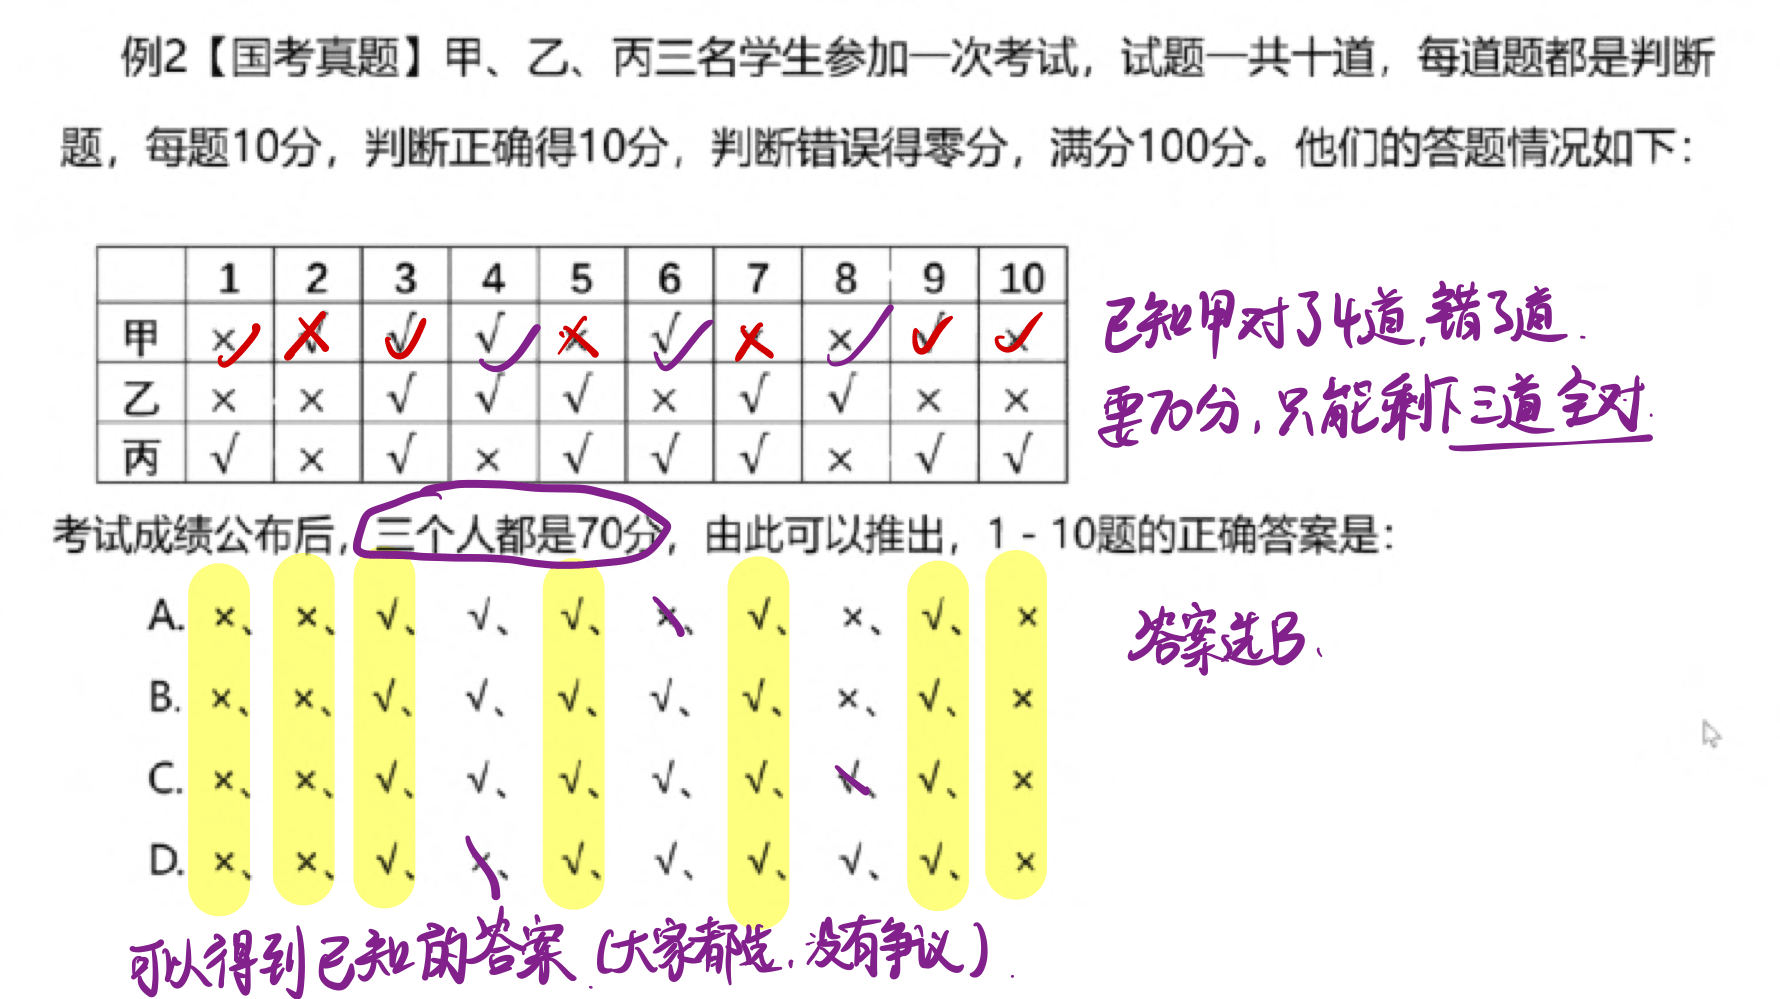 例2【国考真题】甲、乙、丙三名学生参加一次考试，试题一共十道，每道题都是判断
题，每题10分，判断正确得10分，判断错误得零分，满分100分。他们的答题情况如下：
1 2 3 4 5 6 7 8 9 10
甲 × √ √ √ × √ × × √ ×
乙 × × √ √ √ × √ √ × ×
丙 √ × √ × √ √ √ × √ √
已知甲对了4道,错3道.
要70分,只能剩下三道全对.
考试成绩公布后，三个人都是70分，由此可以推出，1 - 10题的正确答案是：
A. ×、 ×、 √、 √、 √、 ×、 √、 ×、 √、 ×
B. ×、 ×、 √、 √、 √、 √、 √、 ×、 √、 ×
答案选B、
C. ×、 ×、 √、 √、 √、 √、 √、 √、 √、 ×
D. ×、 ×、 √、 ×、 √、 √、 √、 √、 √、 ×
可以得到已知的答案.(大家都选,没有争议).